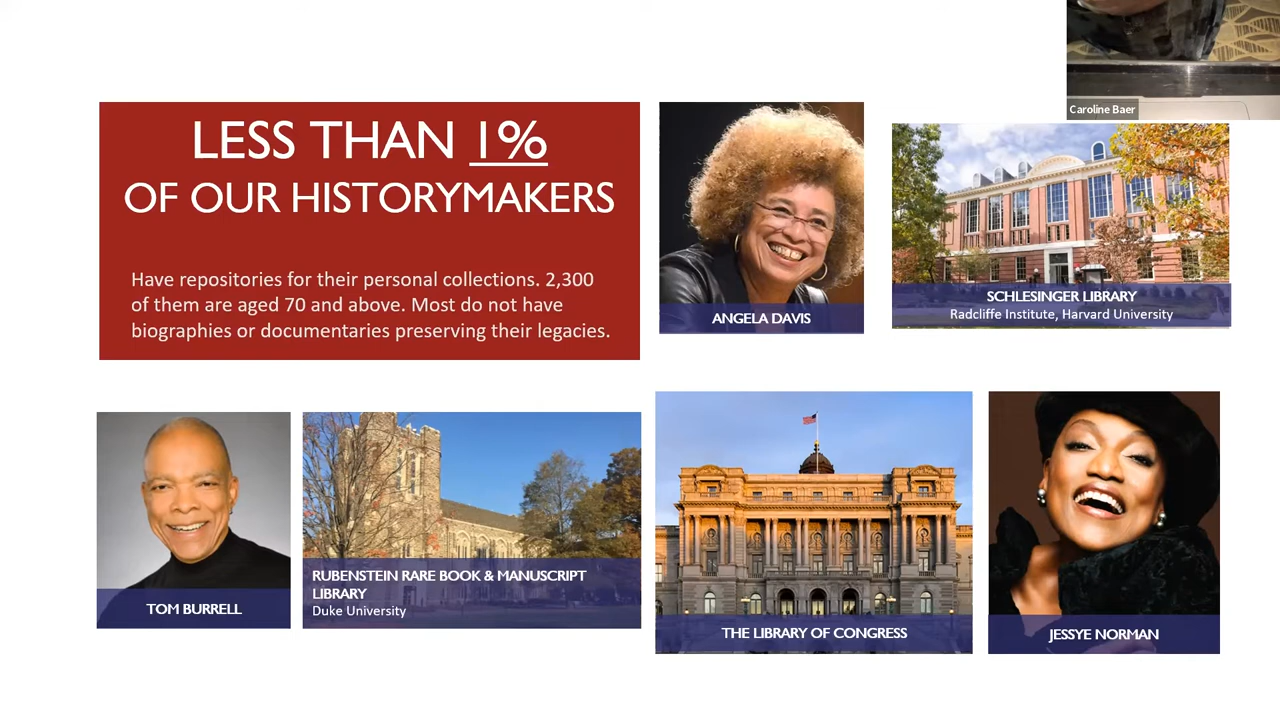 Caroline Baer
LESS THAN 1%
OF OUR HISTORYMAKERS
Have repositories for their personal collections. 2,300
of them are aged 70 and above. Most do not have
biographies or documentaries preserving their legacies.
ANGELA DAVIS
SCHLESINGER LIBRARY
Radcliffe Institute, Harvard University
TOM BURRELL
RUBENSTEIN RARE BOOK & MANUSCRIPT
LIBRARY
Duke University
THE LIBRARY OF CONGRESS
JESSYE NORMAN